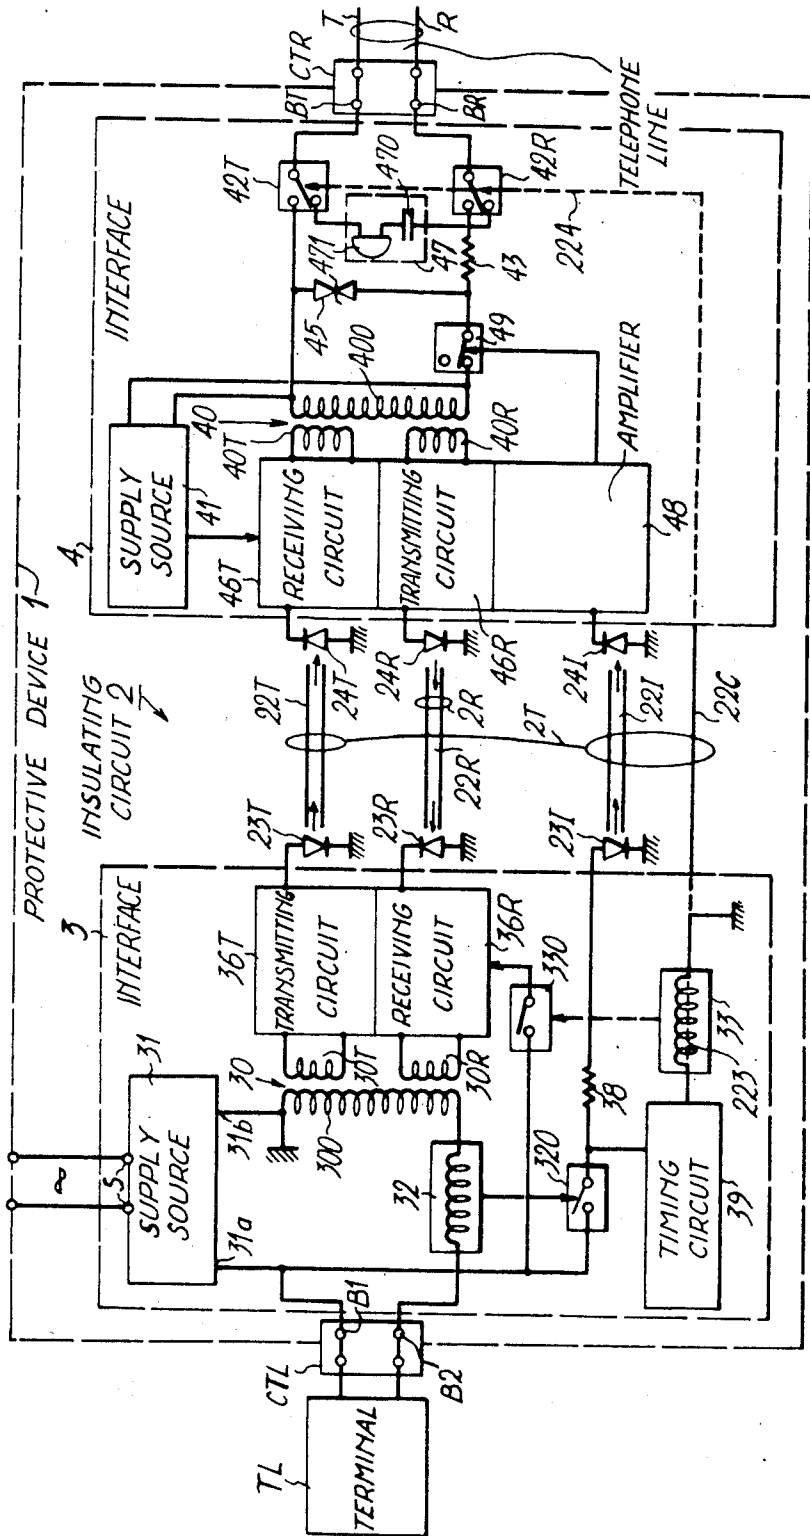 PROTECTIVE DEVICE 1
INSULATING
CIRCUIT 2
3
INTERFACE
4
INTERFACE
S
SUPPLY
SOURCE
31
31a
31b
TL
TERMINAL
CTL
B1
B2
30
300
30T
30R
32
320
36T
TRANSMITTING
CIRCUIT
RECEIVING
CIRCUIT
36R
330
38
TIMING
CIRCUIT
39
33
223
23T
22T
24T
23R
22R
2R
24R
2T
23I
22I
24I
22C
SUPPLY
SOURCE
41
46T
RECEIVING
CIRCUIT
TRANSMITTING
CIRCUIT
46R
AMPLIFIER
48
40
40T
400
40R
45
471
470
47
43
49
42T
42R
224
CTR
BT
BR
T
R
TELEPHONE
LINE